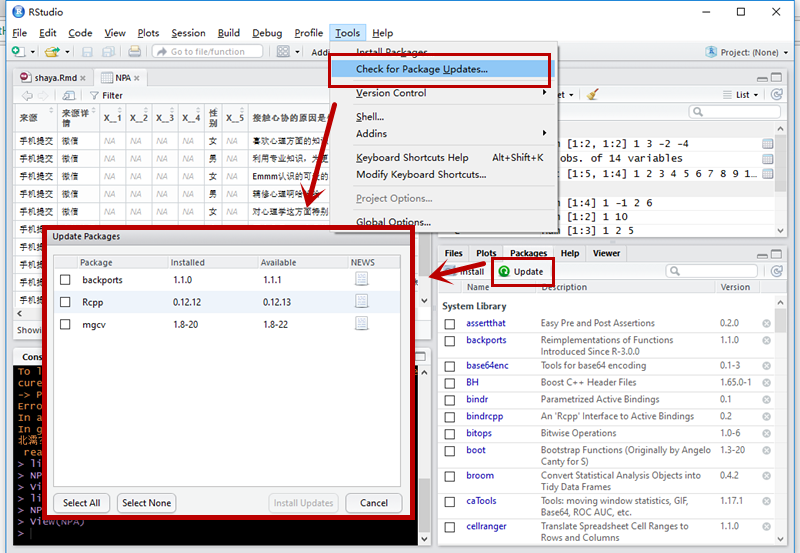 RStudio
File Edit Code View Plots Session Build Debug Profile Tools Help
Go to file/function
Project: (None)
Install Packages
Check for Package Updates...
Version Control
Shell...
Addins
Keyboard Shortcuts Help Alt+Shift+K
Modify Keyboard Shortcuts...
Project Options...
Global Options...
shaya.Rmd NPA
Filter
List
来源 来源详情 X__1 X__2 X__3 X__4 性别 X__5 接触心协的原因是
手机提交 微信 NA NA NA NA 女 NA 喜欢心理方面的知
手机提交 微信 NA NA NA NA 男 NA 利用专业知识，为更
手机提交 微信 NA NA NA NA 女 NA Emmm认识的可爱的
手机提交 微信 NA NA NA NA 男 NA 辅修心理啊哈
手机提交 微信 NA NA NA NA 女 NA 对心理学这方面特别
[1:2, 1:2] 1 3 -2 -4
obs. of 14 variables
[1:5, 1:4] 1 2 3 4 5 6 7 8 9 1…
[1:4] 1 -1 2 6
[1:2] 1 10
[1:3] 1 2 5
Update Packages
Package Installed Available NEWS
backports 1.1.0 1.1.1
Rcpp 0.12.12 0.12.13
mgcv 1.8-20 1.8-22
Select All Select None Install Updates Cancel
Files Plots Packages Help Viewer
Install Update
Name Description Version
System Library
assertthat Easy Pre and Post Assertions 0.2.0
backports Reimplementations of Functions Introduced Since R-3.0.0 1.1.0
base64enc Tools for base64 encoding 0.1-3
BH Boost C++ Header Files 1.65.0-1
bindr Parametrized Active Bindings 0.1
bindrcpp An 'Rcpp' Interface to Active Bindings 0.2
bitops Bitwise Operations 1.0-6
boot Bootstrap Functions (Originally by Angelo Canty for S) 1.3-20
broom Convert Statistical Analysis Objects into Tidy Data Frames 0.4.2
caTools Tools: moving window statistics, GIF, Base64, ROC AUC, etc. 1.17.1
cellranger Translate Spreadsheet Cell Ranges to Rows and Columns 1.1.0
Showin
Cons
To l
cure
-> P
Erro
In a
In g
rea
> li
> NP
> Vi
> li
> NP
> View(NPA)
>